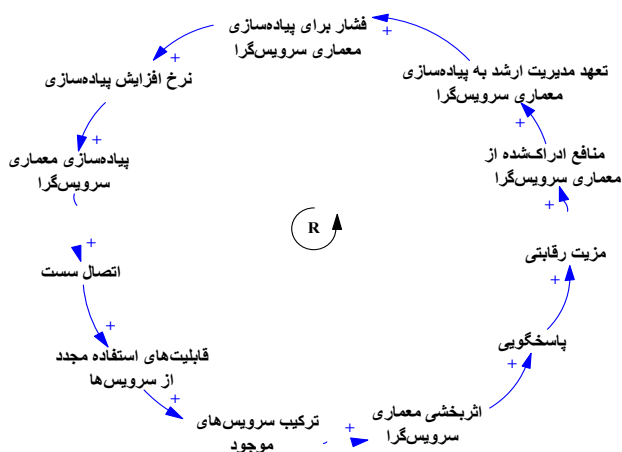 فشار برای پیاده‌سازی
معماری سرویس‌گرا
+
نرخ افزایش پیاده‌سازی
+
پیاده‌سازی معماری
سرویس‌گرا
+
اتصال سست
+
قابلیت‌های استفاده مجدد
از سرویس‌ها
+
ترکیب سرویس‌های
موجود
+
اثربخشی معماری
سرویس‌گرا
+
پاسخگویی
+
مزیت رقابتی
+
منافع ادراک‌شده از
معماری سرویس‌گرا
+
تعهد مدیریت ارشد به پیاده‌سازی
معماری سرویس‌گرا
+
+
R